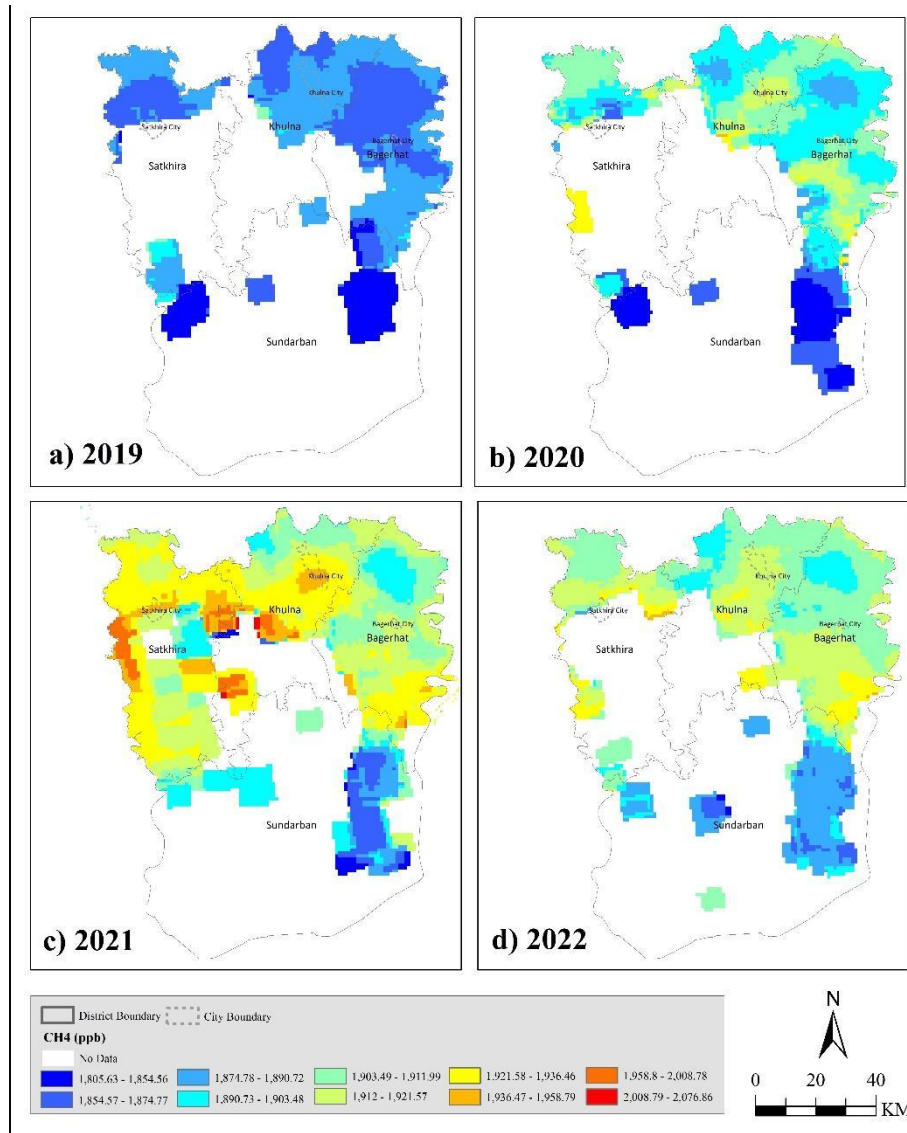 Khulna City
Satkhira City
Khulna
Bagerhat City
Bagerhat
Satkhira
Sundarban
a) 2019
Khulna City
Satkhira City
Khulna
Bagerhat City
Bagerhat
Satkhira
Sundarban
b) 2020
Khulna City
Satkhira City
Khulna
Bagerhat City
Bagerhat
Satkhira
Sundarban
c) 2021
Khulna City
Satkhira City
Khulna
Bagerhat City
Bagerhat
Satkhira
Sundarban
d) 2022
District Boundary City Boundary
CH4 (ppb)
No Data
1,805.63 - 1,854.56 1,874.78 - 1,890.72 1,903.49 - 1,911.99 1,921.58 - 1,936.46 1,958.8 - 2,008.78
1,854.57 - 1,874.77 1,890.73 - 1,903.48 1,912 - 1,921.57 1,936.47 - 1,958.79 2,008.79 - 2,076.86
N
0 20 40
KM